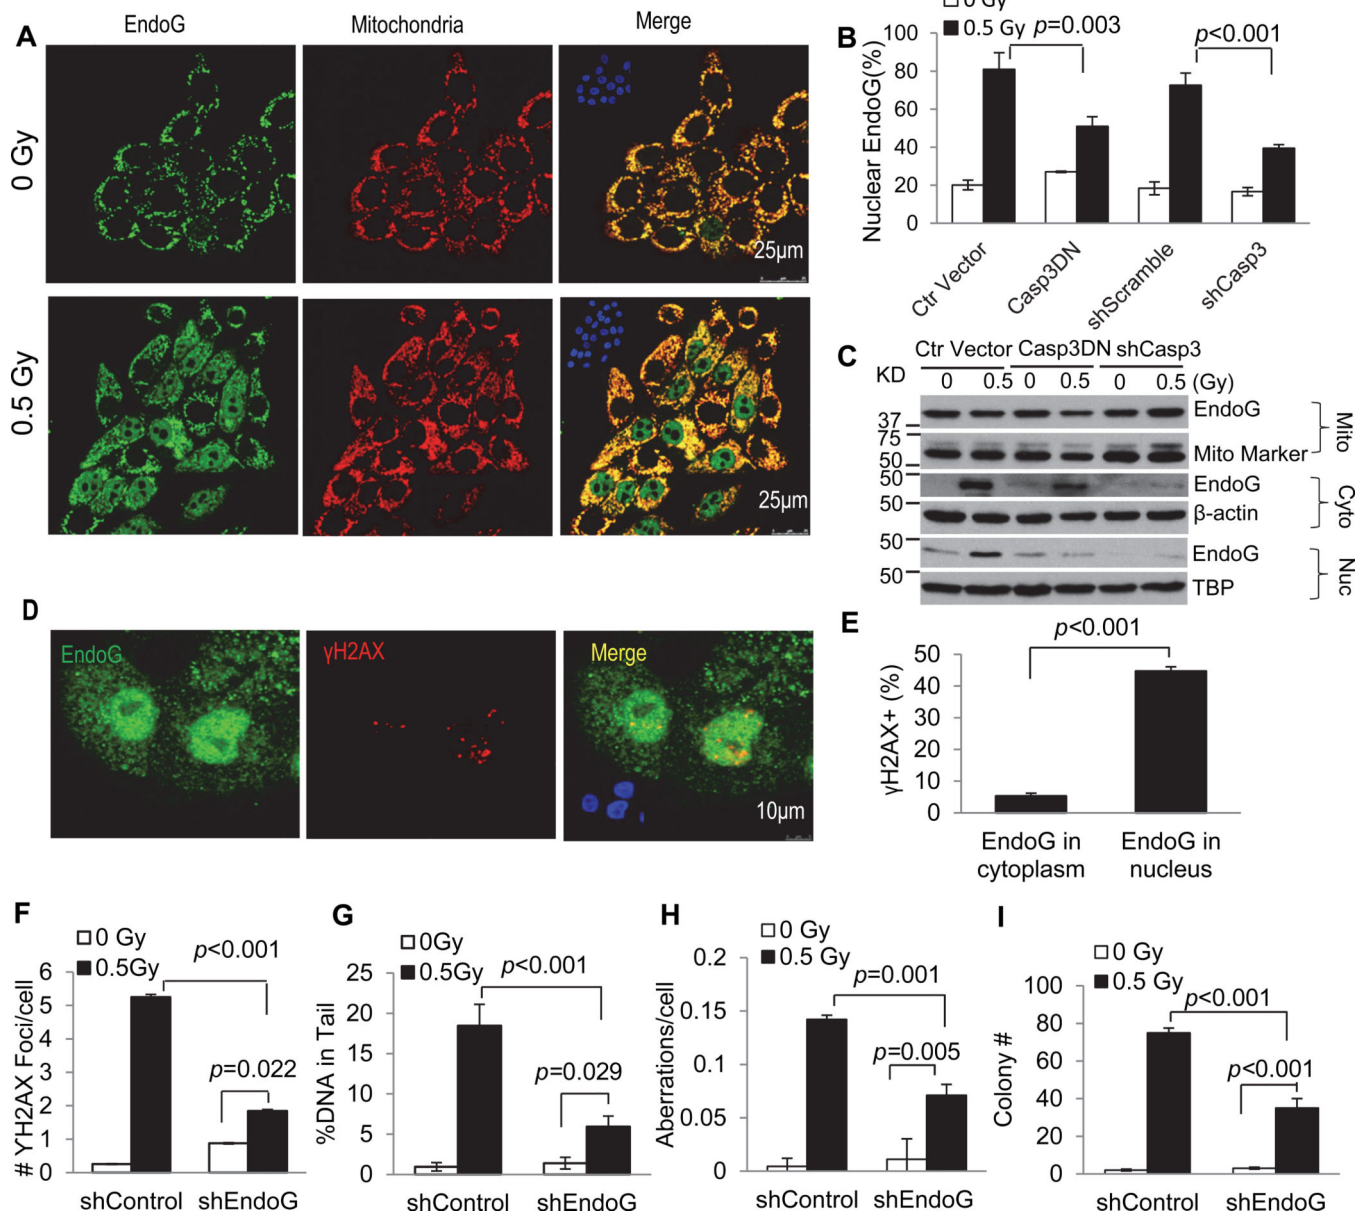 A
EndoG
Mitochondria
Merge
0 Gy
25µm
0.5 Gy
25µm
B
0 Gy
0.5 Gy
p=0.003
p<0.001
Nuclear EndoG(%)
100
80
60
40
20
0
Ctr Vector
Casp3DN
shScramble
shCasp3
C
Ctr Vector Casp3DN shCasp3
KD
0 0.5 0 0.5 0 0.5 (Gy)
37
EndoG
75
50
Mito Marker
Mito
50
EndoG
50
β-actin
Cyto
50
EndoG
50
TBP
Nuc
D
EndoG
γH2AX
Merge
10µm
E
p<0.001
γH2AX+ (%)
50
40
30
20
10
0
EndoG in cytoplasm
EndoG in nucleus
F
0 Gy
0.5Gy
p<0.001
p=0.022
# YH2AX Foci/cell
6
5
4
3
2
1
0
shControl shEndoG
G
0Gy
0.5Gy
p<0.001
p=0.029
%DNA in Tail
25
20
15
10
5
0
shControl shEndoG
H
0 Gy
0.5 Gy
p=0.001
p=0.005
Aberrations/cell
0.2
0.15
0.1
0.05
0
shControl shEndoG
I
0 Gy
0.5 Gy
p<0.001
p<0.001
Colony #
100
80
60
40
20
0
shControl shEndoG